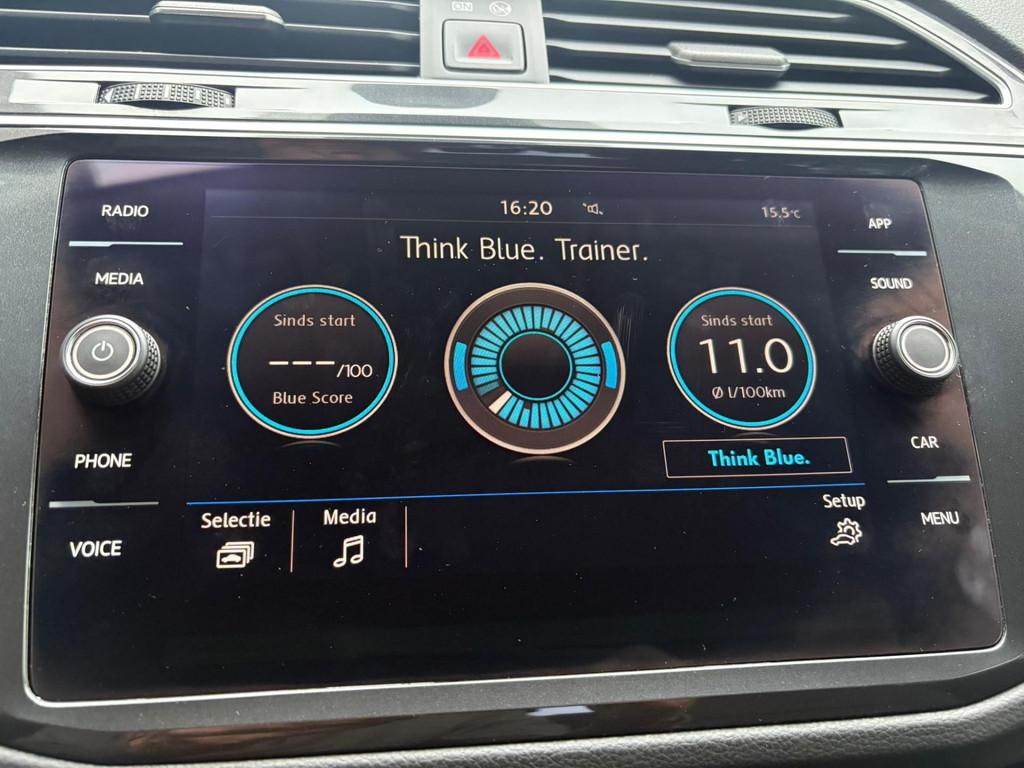 ON
RADIO
MEDIA
PHONE
VOICE
16:20
15.5°C
Think Blue. Trainer.
Sinds start
---/100
Blue Score
Sinds start
11.0
Ø l/100km
Think Blue.
Selectie
Media
Setup
APP
SOUND
CAR
MENU